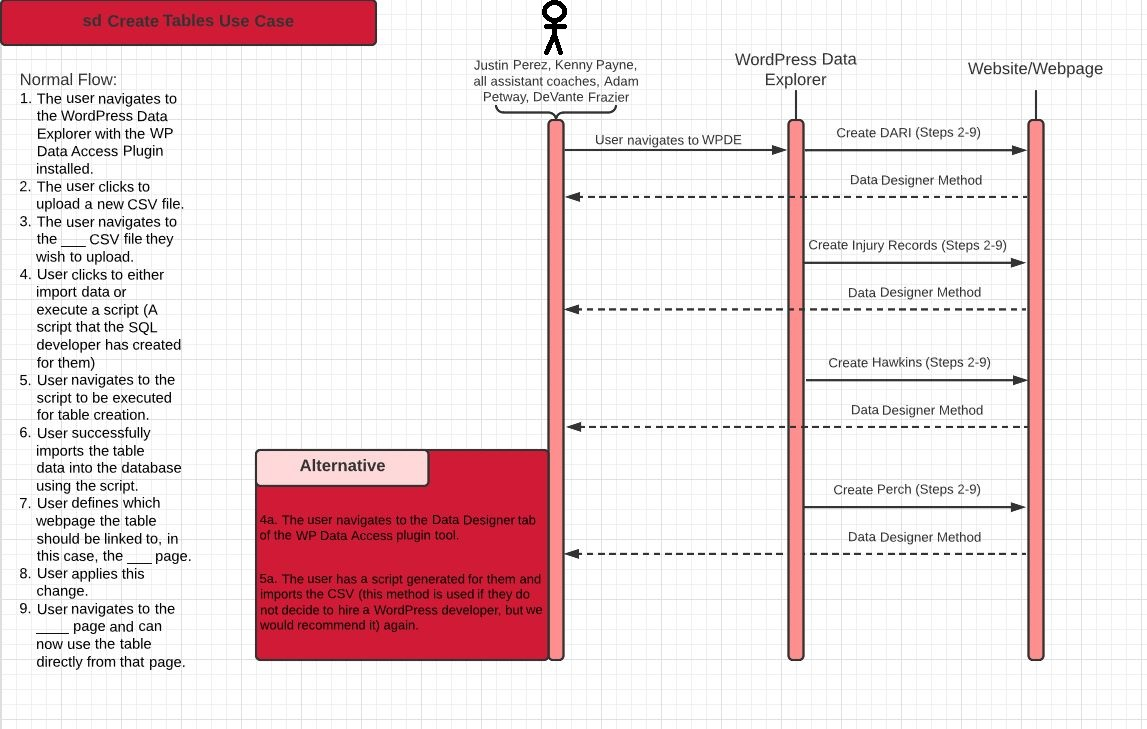 sd Create Tables Use Case
Normal Flow:
1. The user navigates to
the WordPress Data
Explorer with the WP
Data Access Plugin
installed.
2. The user clicks to
upload a new CSV file.
3. The user navigates to
the ___ CSV file they
wish to upload.
4. User clicks to either
import data or
execute a script (A
script that the SQL
developer has created
for them)
5. User navigates to the
script to be executed
for table creation.
6. User successfully
imports the table
data into the database
using the script.
7. User defines which
webpage the table
should be linked to, in
this case, the ___ page.
8. User applies this
change.
9. User navigates to the
____ page and can
now use the table
directly from that page.
Justin Perez, Kenny Payne,
all assistant coaches, Adam
Petway, DeVante Frazier
WordPress Data
Explorer
Website/Webpage
User navigates to WPDE
Create DARI (Steps 2-9)
Data Designer Method
Create Injury Records (Steps 2-9)
Data Designer Method
Create Hawkins (Steps 2-9)
Data Designer Method
Create Perch (Steps 2-9)
Data Designer Method
Alternative
4a. The user navigates to the Data Designer tab
of the WP Data Access plugin tool.
5a. The user has a script generated for them and
imports the CSV (this method is used if they do
not decide to hire a WordPress developer, but we
would recommend it) again.